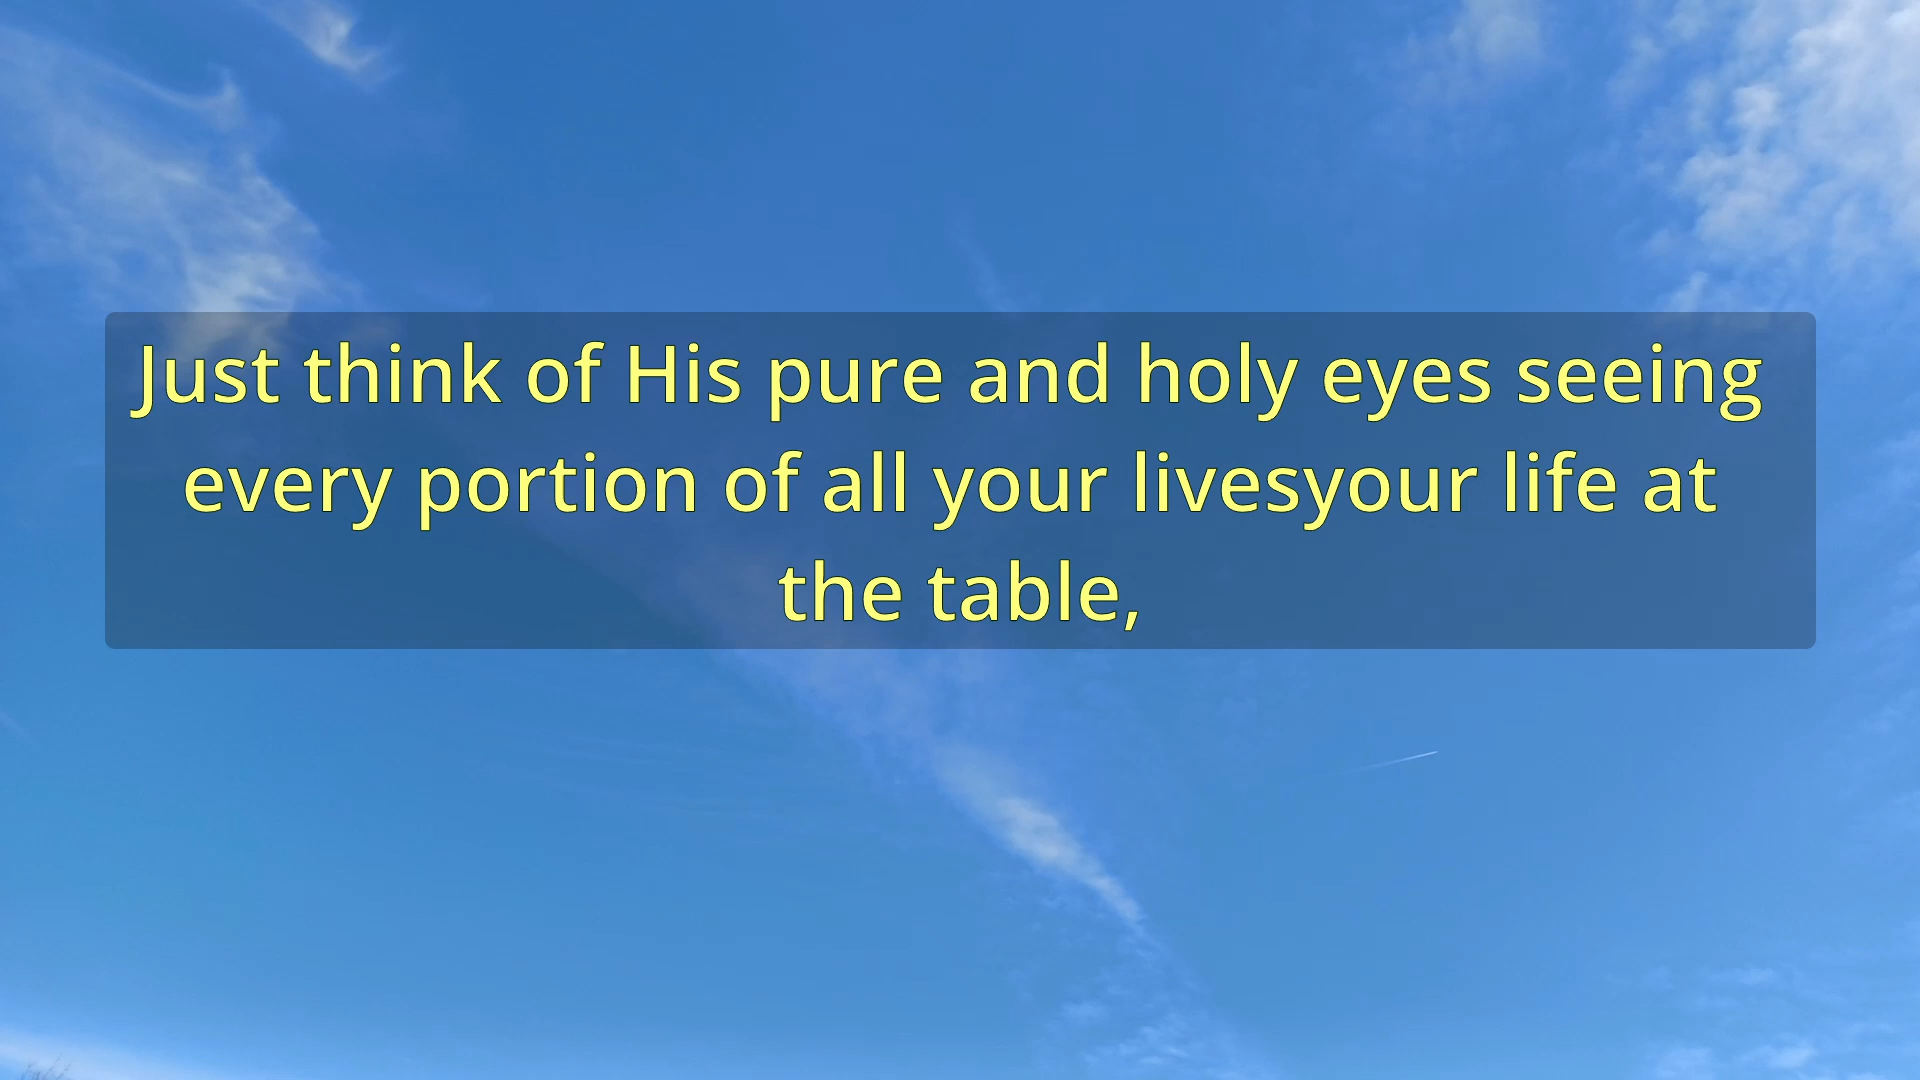 Just think of His pure and holy eyes seeing
every portion of all your livesyour life at
the table,